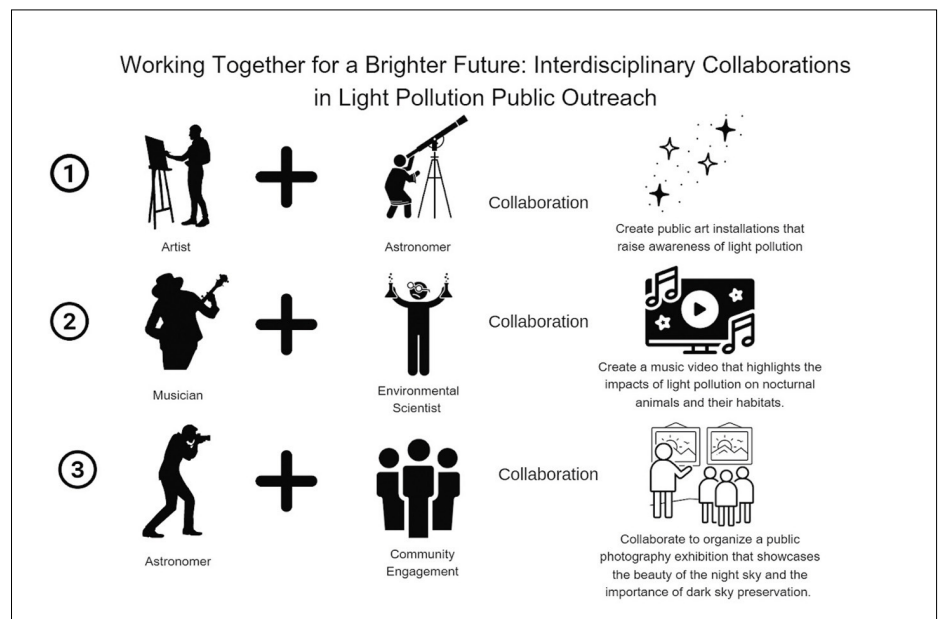 Working Together for a Brighter Future: Interdisciplinary Collaborations
in Light Pollution Public Outreach
1
Artist
Astronomer
Collaboration
Create public art installations that
raise awareness of light pollution
2
Musician
Environmental
Scientist
Collaboration
Create a music video that highlights the
impacts of light pollution on nocturnal
animals and their habitats.
3
Astronomer
Community
Engagement
Collaboration
Collaborate to organize a public
photography exhibition that showcases
the beauty of the night sky and the
importance of dark sky preservation.